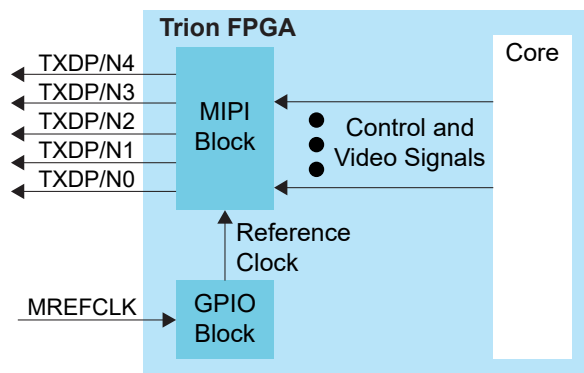 Trion FPGA
TXDP/N4
TXDP/N3
TXDP/N2
TXDP/N1
TXDP/N0
MIPI
Block
Core
Control and
Video Signals
Reference
Clock
MREFCLK
GPIO
Block